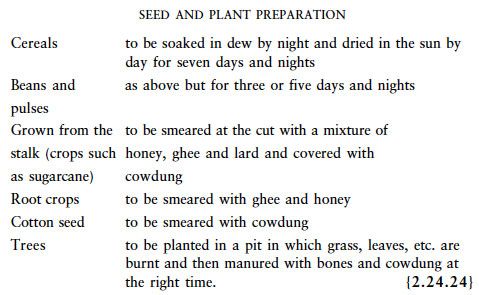 SEED AND PLANT PREPARATION
Cereals to be soaked in dew by night and dried in the sun by
day for seven days and nights
Beans and as above but for three or five days and nights
pulses
Grown from the to be smeared at the cut with a mixture of
stalk (crops such honey, ghee and lard and covered with
as sugarcane) cowdung
Root crops to be smeared with ghee and honey
Cotton seed to be smeared with cowdung
Trees to be planted in a pit in which grass, leaves, etc. are
burnt and then manured with bones and cowdung at
the right time. {2.24.24}